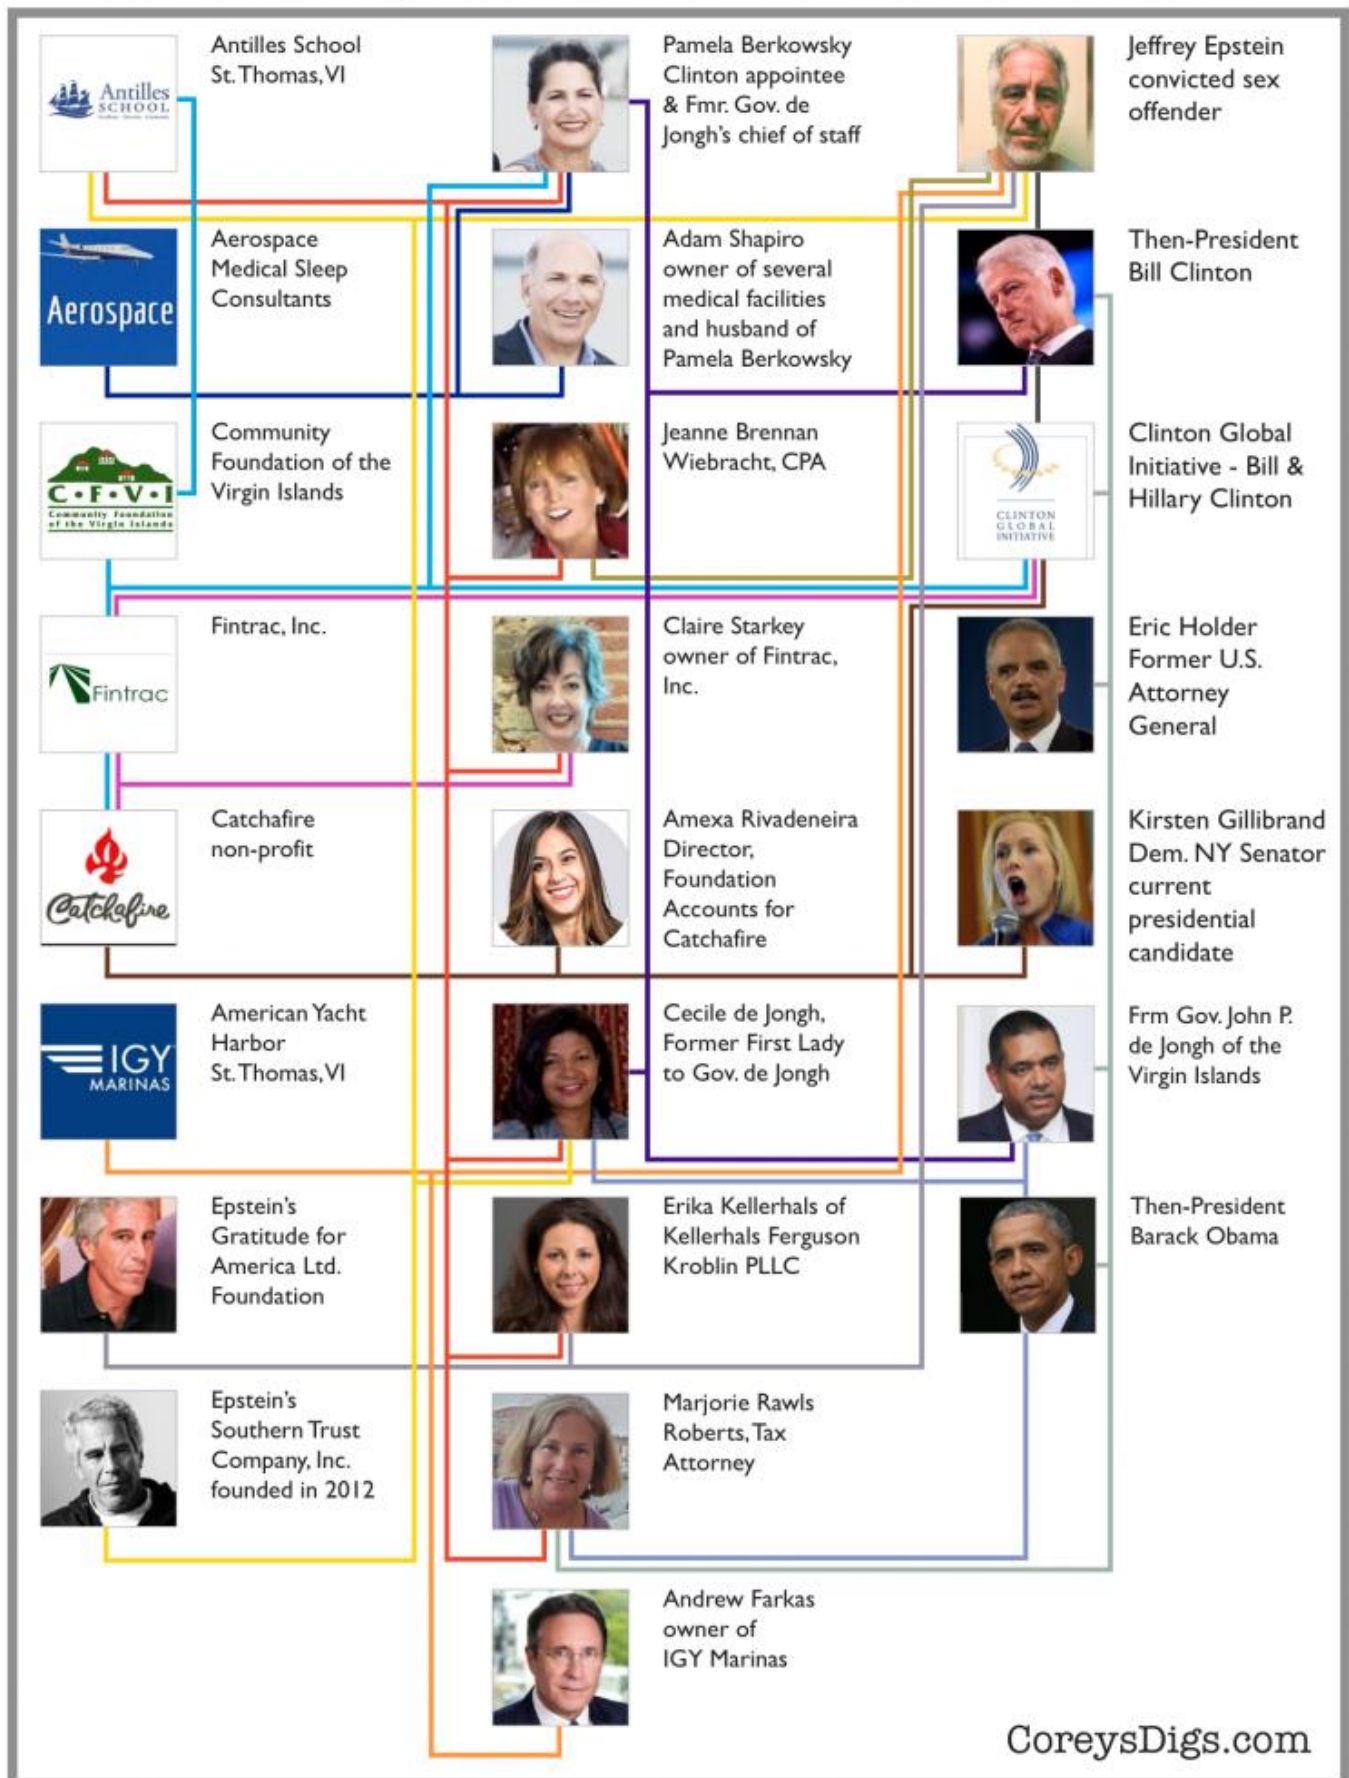 Antilles School
St. Thomas, VI
Antilles
SCHOOL
Pamela Berkowsky
Clinton appointee
& Fmr. Gov. de
Jongh's chief of staff
Jeffrey Epstein
convicted sex
offender
Aerospace
Medical Sleep
Consultants
Aerospace
Adam Shapiro
owner of several
medical facilities
and husband of
Pamela Berkowsky
Then-President
Bill Clinton
Community
Foundation of the
Virgin Islands
C•F•V•I
Community Foundation
of the Virgin Islands
Jeanne Brennan
Wiebracht, CPA
Clinton Global
Initiative - Bill &
Hillary Clinton
CLINTON
GLOBAL
INITIATIVE
Fintrac, Inc.
Fintrac
Claire Starkey
owner of Fintrac,
Inc.
Eric Holder
Former U.S.
Attorney
General
Catchafire
non-profit
Catchafire
Amexa Rivadeneira
Director,
Foundation
Accounts for
Catchafire
Kirsten Gillibrand
Dem. NY Senator
current
presidential
candidate
American Yacht
Harbor
St. Thomas, VI
IGY
MARINAS
Cecile de Jongh,
Former First Lady
to Gov. de Jongh
Frm Gov. John P.
de Jongh of the
Virgin Islands
Epstein's
Gratitude for
America Ltd.
Foundation
Erika Kellerhals of
Kellerhals Ferguson
Kroblin PLLC
Then-President
Barack Obama
Epstein's
Southern Trust
Company, Inc.
founded in 2012
Marjorie Rawls
Roberts, Tax
Attorney
Andrew Farkas
owner of
IGY Marinas
CoreysDigs.com